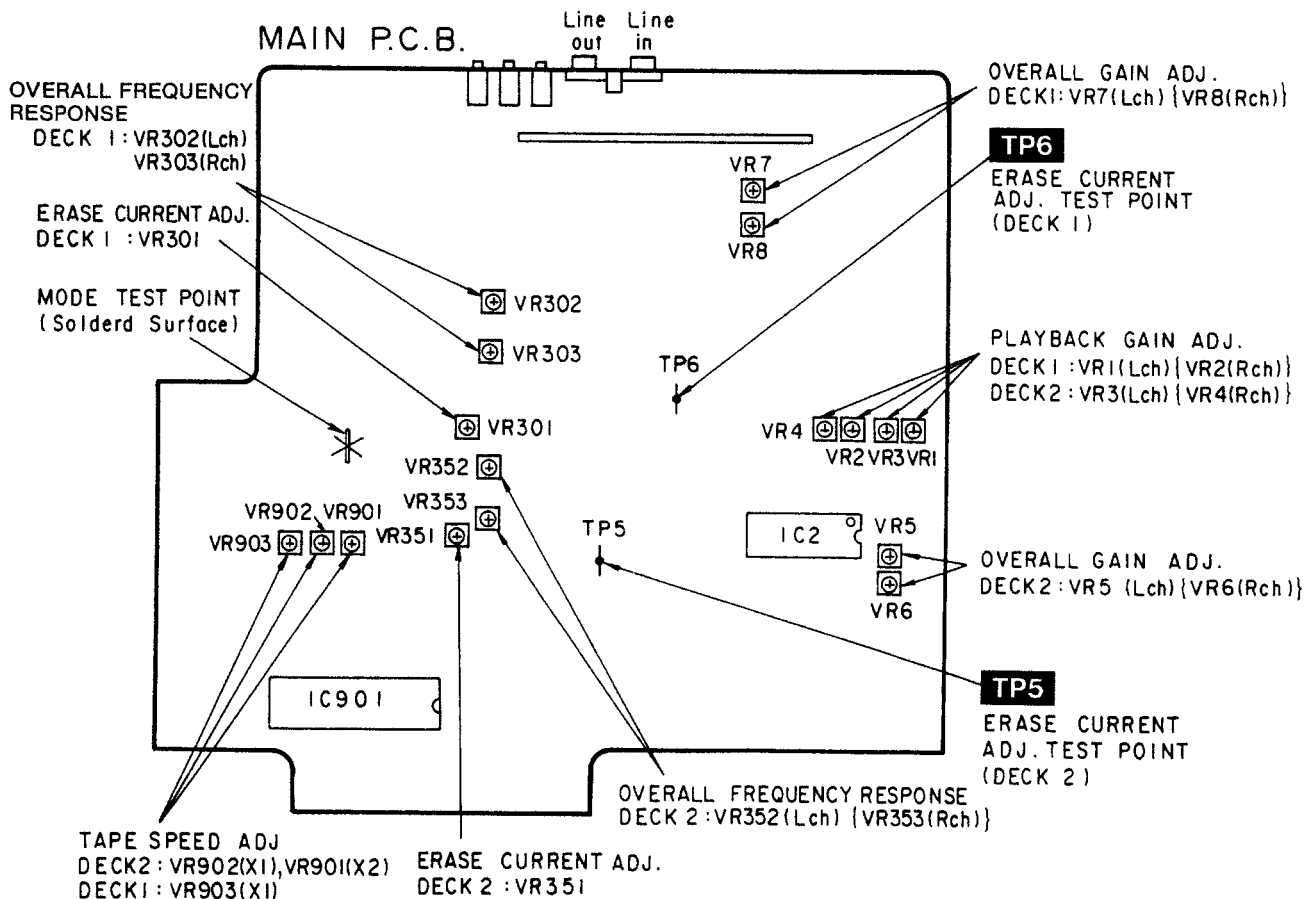 MAIN P.C.B.
Line out
Line in
OVERALL FREQUENCY
RESPONSE
DECK 1:VR302(Lch)
VR303(Rch)
ERASE CURRENT ADJ.
DECK 1 :VR301
MODE TEST POINT
(Solderd Surface)
OVERALL GAIN ADJ.
DECK1:VR7(Lch){VR8(Rch)}
TP6
ERASE CURRENT
ADJ. TEST POINT
(DECK 1)
VR7
VR8
VR302
VR303
TP6
PLAYBACK GAIN ADJ.
DECK1:VR1(Lch){VR2(Rch)}
DECK2:VR3(Lch){VR4(Rch)}
VR301
VR4
VR2 VR3 VR1
VR352
VR353
VR902 VR901
VR903
VR351
TP5
IC2
VR5
VR6
OVERALL GAIN ADJ.
DECK2:VR5 (Lch){VR6(Rch)}
IC901
TP5
ERASE CURRENT
ADJ. TEST POINT
(DECK 2)
OVERALL FREQUENCY RESPONSE
DECK 2:VR352(Lch) {VR353(Rch)}
TAPE SPEED ADJ
DECK2:VR902(X1),VR901(X2)
DECK1:VR903(X1)
ERASE CURRENT ADJ.
DECK 2 :VR351